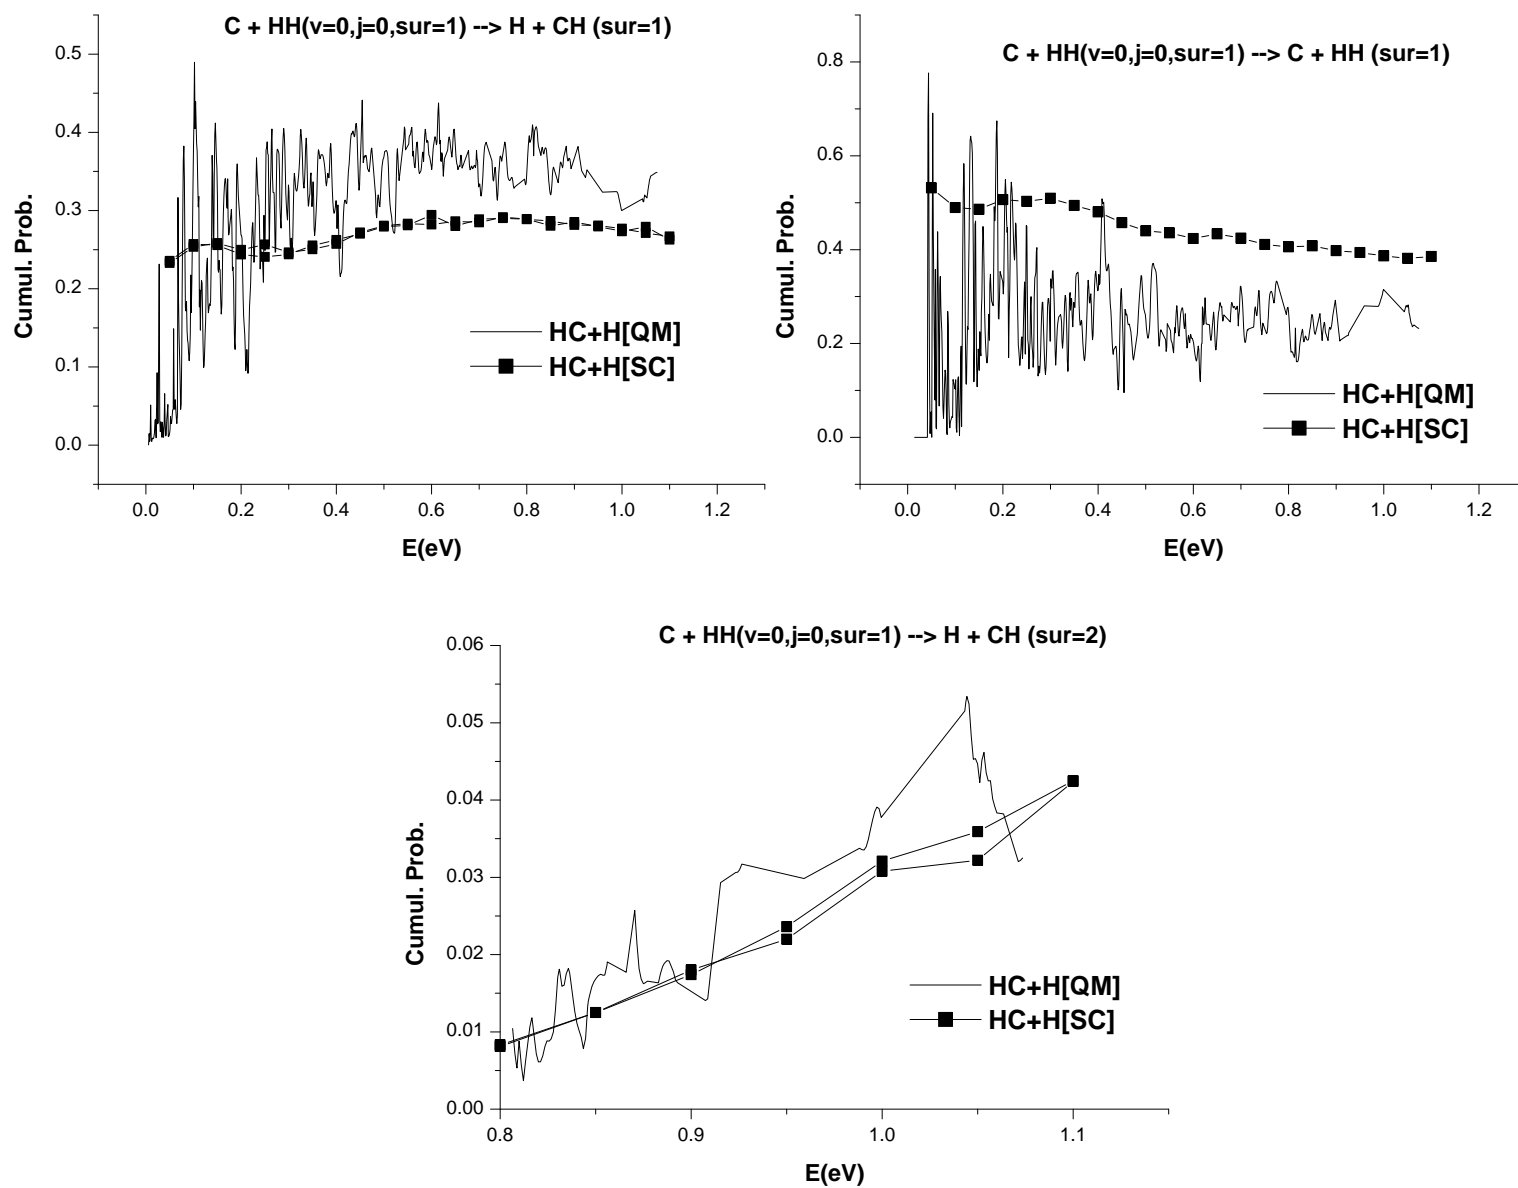 C + HH(v=0,j=0,sur=1) --> H + CH (sur=1)
0.5
0.4
0.3
0.2
0.1
0.0
Cumul. Prob.
HC+H[QM]
HC+H[SC]
0.0 0.2 0.4 0.6 0.8 1.0 1.2
E(eV)
C + HH(v=0,j=0,sur=1) --> C + HH (sur=1)
0.8
0.6
0.4
0.2
0.0
Cumul. Prob.
HC+H[QM]
HC+H[SC]
0.0 0.2 0.4 0.6 0.8 1.0 1.2
E(eV)
C + HH(v=0,j=0,sur=1) --> H + CH (sur=2)
0.06
0.05
0.04
0.03
0.02
0.01
0.00
Cumul. Prob.
HC+H[QM]
HC+H[SC]
0.8 0.9 1.0 1.1
E(eV)